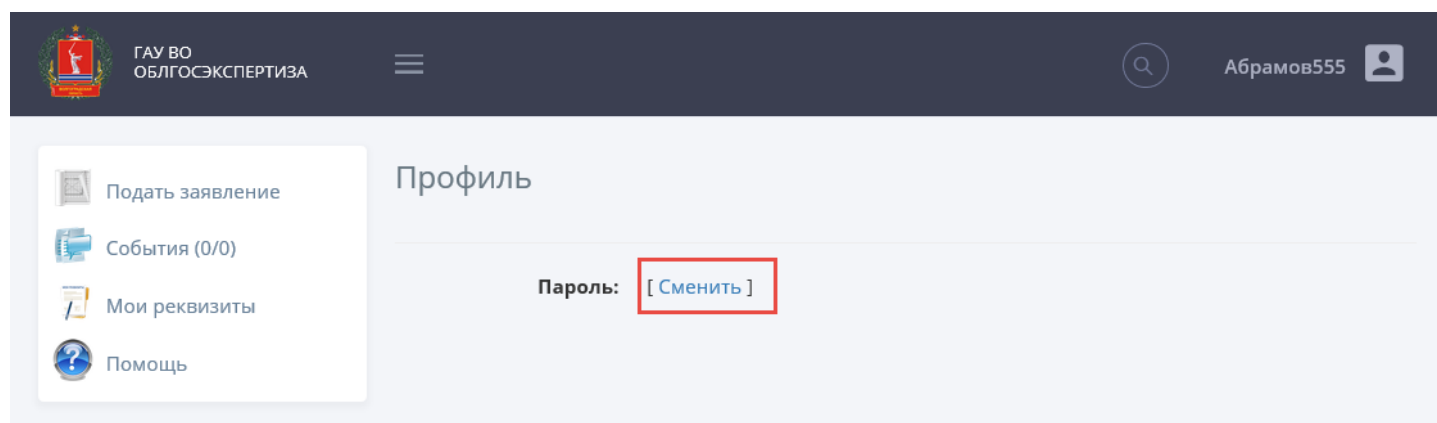 ГАУ ВО
ОБЛГОСЭКСПЕРТИЗА
Абрамов555
Подать заявление
События (0/0)
Мои реквизиты
Помощь
Профиль
Пароль: [ Сменить ]